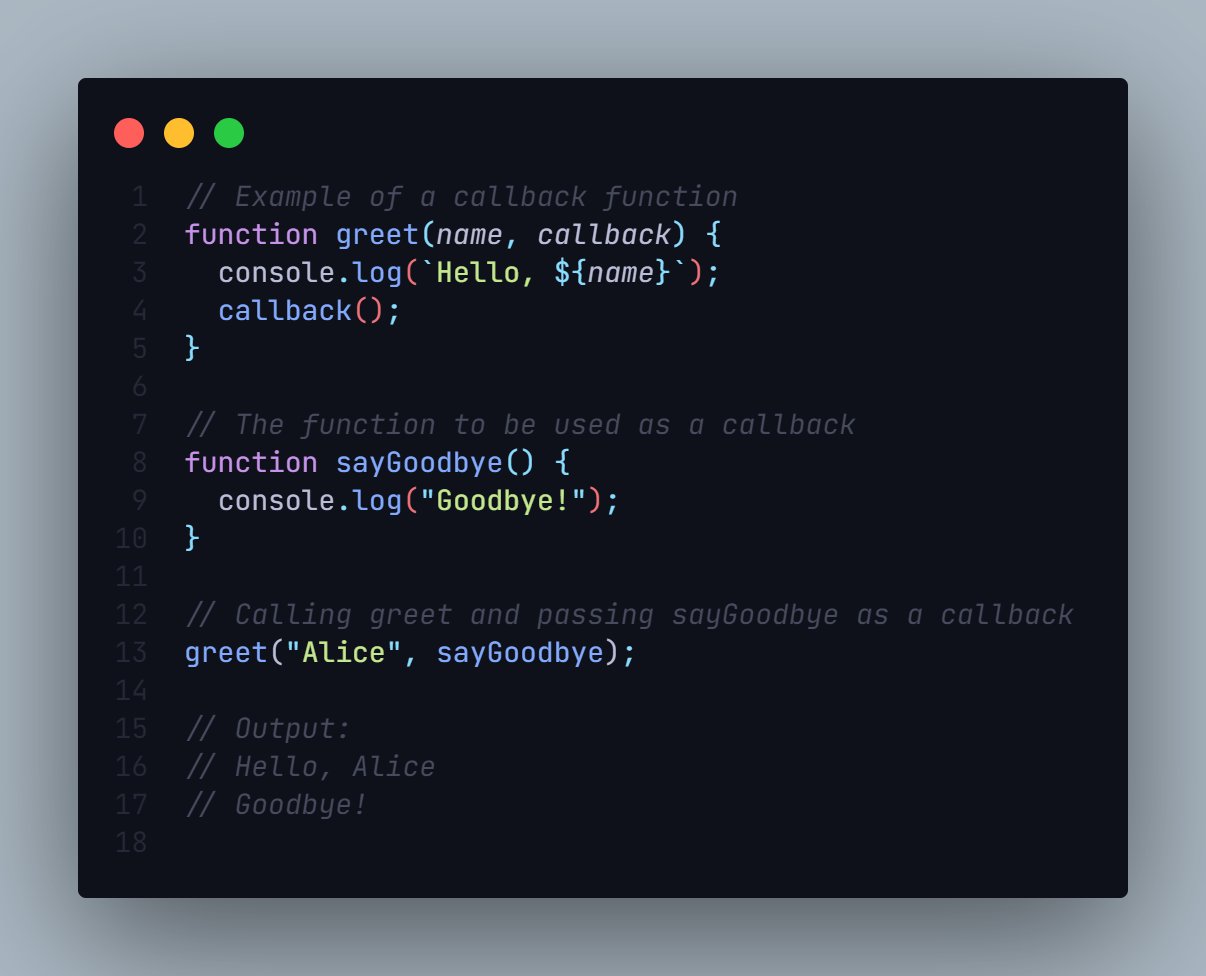 1 // Example of a callback function
2 function greet(name, callback) {
3   console.log(`Hello, ${name}`);
4   callback();
5 }
6
7 // The function to be used as a callback
8 function sayGoodbye() {
9   console.log("Goodbye!");
10 }
11
12 // Calling greet and passing sayGoodbye as a callback
13 greet("Alice", sayGoodbye);
14
15 // Output:
16 // Hello, Alice
17 // Goodbye!
18